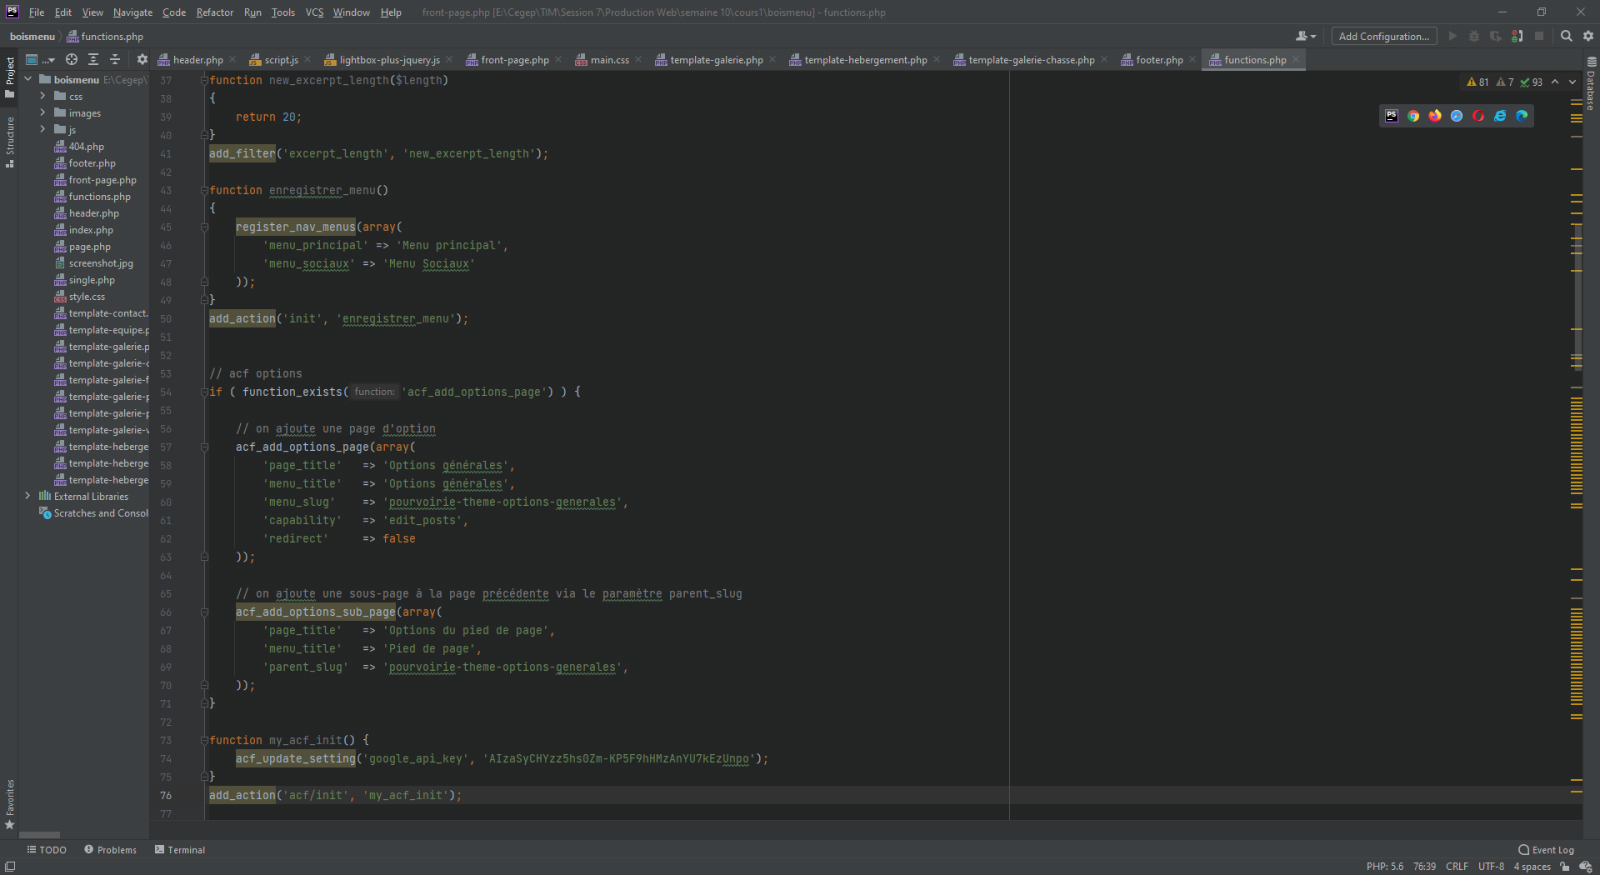 File Edit View Navigate Code Refactor Run Tools VCS Window Help front-page.php [E:\Cegep\TIM\Session 7\Production Web\semaine 10\cours1\boismenu] - functions.php
boismenu functions.php Add Configuration...
header.php script.js lightbox-plus-jquery.js front-page.php main.css template-galerie.php template-hebergement.php template-galerie-chasse.php footer.php functions.php
Project
Structure
Favorites
Database
boismenu E:\Cegep\
css
images
js
404.php
footer.php
front-page.php
functions.php
header.php
index.php
page.php
screenshot.jpg
single.php
style.css
template-contact.
template-equipe.p
template-galerie.p
template-galerie-c
template-galerie-f
template-galerie-p
template-galerie-p
template-galerie-v
template-heberge
template-heberge
template-heberge
External Libraries
Scratches and Consol
81 7 93
37 function new_excerpt_length($length)
38 {
39 return 20;
40 }
41 add_filter('excerpt_length', 'new_excerpt_length');
42
43 function enregistrer_menu()
44 {
45 register_nav_menus(array(
46 'menu_principal' => 'Menu principal',
47 'menu_sociaux' => 'Menu Sociaux'
48 ));
49 }
50 add_action('init', 'enregistrer_menu');
51
52
53 // acf options
54 if ( function_exists( function: 'acf_add_options_page') ) {
55
56 // on ajoute une page d'option
57 acf_add_options_page(array(
58 'page_title' => 'Options générales',
59 'menu_title' => 'Options générales',
60 'menu_slug' => 'pourvoirie-theme-options-generales',
61 'capability' => 'edit_posts',
62 'redirect' => false
63 ));
64
65 // on ajoute une sous-page à la page précédente via le paramètre parent_slug
66 acf_add_options_sub_page(array(
67 'page_title' => 'Options du pied de page',
68 'menu_title' => 'Pied de page',
69 'parent_slug' => 'pourvoirie-theme-options-generales',
70 ));
71 }
72
73 function my_acf_init() {
74 acf_update_setting('google_api_key', 'AIzaSyCHYzz5hs0Zm-KP5F9hHMzAnYU7kEzUnpo');
75 }
76 add_action('acf/init', 'my_acf_init');
77
TODO Problems Terminal Event Log
PHP: 5.6 76:39 CRLF UTF-8 4 spaces